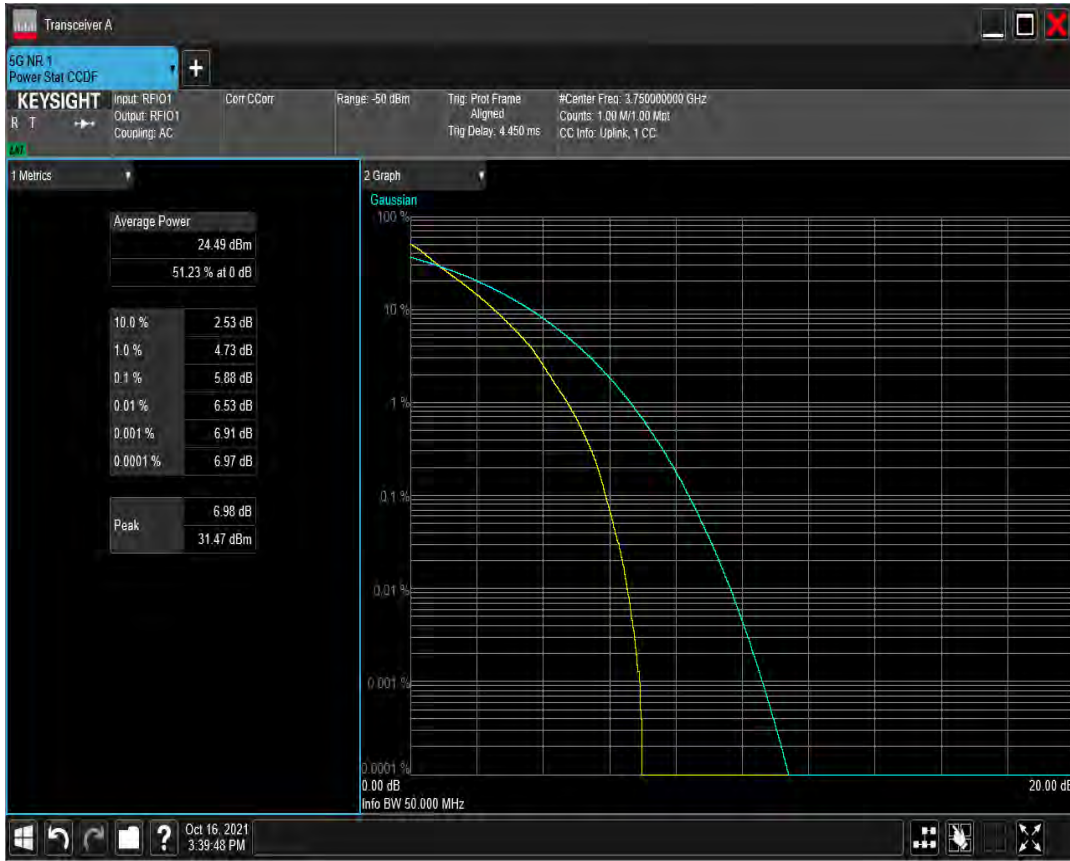 Transceiver A
5G NR 1
Power Stat CCDF
+
KEYSIGHT
R T
LXI
Input: RFIO1
Output: RFIO1
Coupling: AC
Corr CCorr
Range: -50 dBm
Trig: Prot Frame
Aligned
Trig Delay: 4.450 ms
#Center Freq: 3.750000000 GHz
Counts: 1.00 M/1.00 Mpt
CC Info: Uplink, 1 CC
1 Metrics
Average Power
24.49 dBm
51.23 % at 0 dB
10.0 % 2.53 dB
1.0 % 4.73 dB
0.1 % 5.88 dB
0.01 % 6.53 dB
0.001 % 6.91 dB
0.0001 % 6.97 dB
Peak 6.98 dB
31.47 dBm
2 Graph
Gaussian
100 %
10 %
1 %
0.1 %
0.01 %
0.001 %
0.0001 %
0.00 dB 20.00 dB
Info BW 50.000 MHz
?
Oct 16, 2021
3:39:48 PM